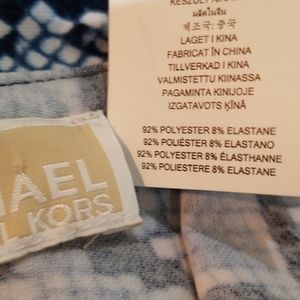 ผลิตในจีน
제조국: 중국
LAGET I KINA
FABRICAT ÎN CHINA
TILLVERKAD I KINA
VALMISTETTU KIINASSA
PAGAMINTA KINIJOJE
IZGATAVOTS ĶĪNĀ
92% POLYESTER 8% ELASTANE
92% POLIÉSTER 8% ELASTANO
92% POLYESTER 8% ÉLASTHANNE
92% POLIESTERE 8% ELASTANE
HAEL
KORS